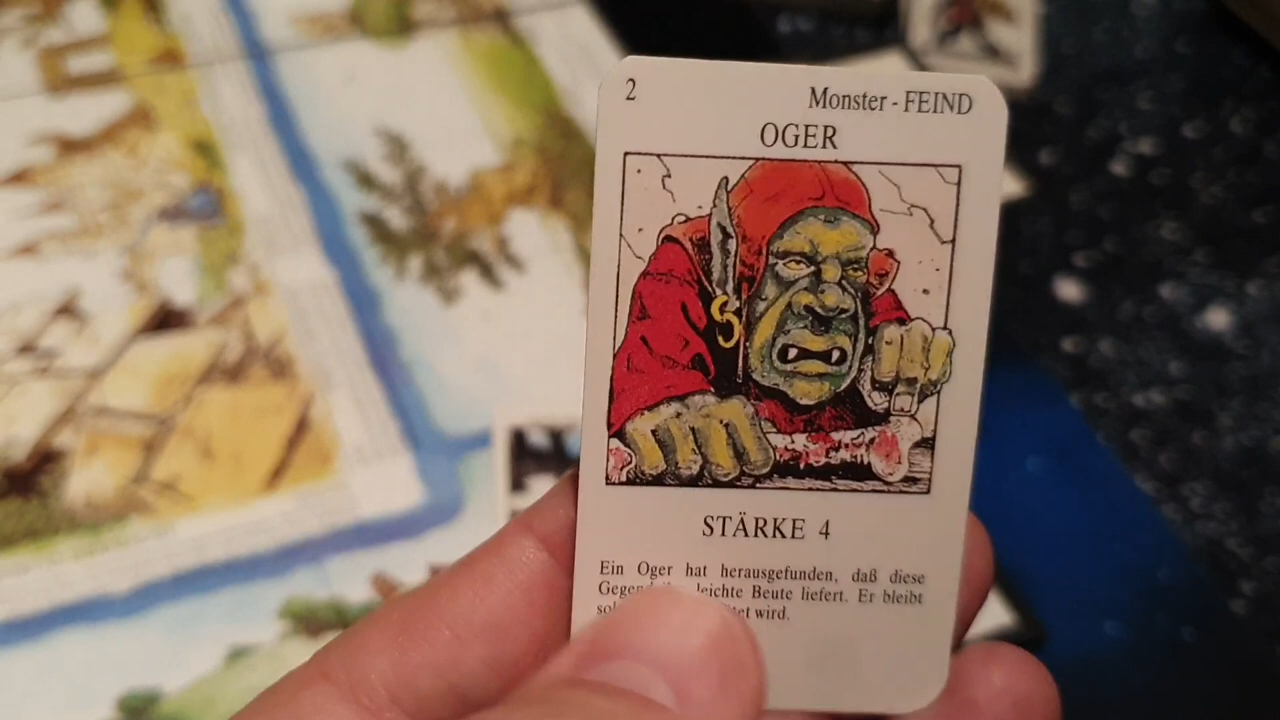 2
Monster - FEIND
OGER
STÄRKE 4
Ein Oger hat herausgefunden, daß diese
leichte Beute liefert. Er bleibt
wird.